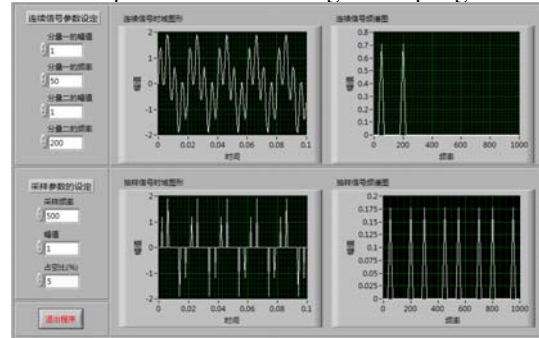 连续信号参数设定
分量一的幅值
1
分量一的频率
50
分量二的幅值
1
分量二的频率
200
连续信号时域图形
幅值
2
1
0
-1
-2
0 0.02 0.04 0.06 0.08 0.1
时间
连续信号频谱图
幅值
0.8
0.7
0.6
0.5
0.4
0.3
0.2
0.1
0
0 200 400 600 800 1000
频率
采样参数的设定
采样频率
500
幅值
1
占空比(%)
5
退出程序
抽样信号时域图形
幅值
2
1
0
-1
-2
0 0.02 0.04 0.06 0.08 0.1
时间
抽样信号频谱图
幅值
0.2
0.175
0.15
0.125
0.1
0.075
0.05
0.025
0
0 200 400 600 800 1000
频率